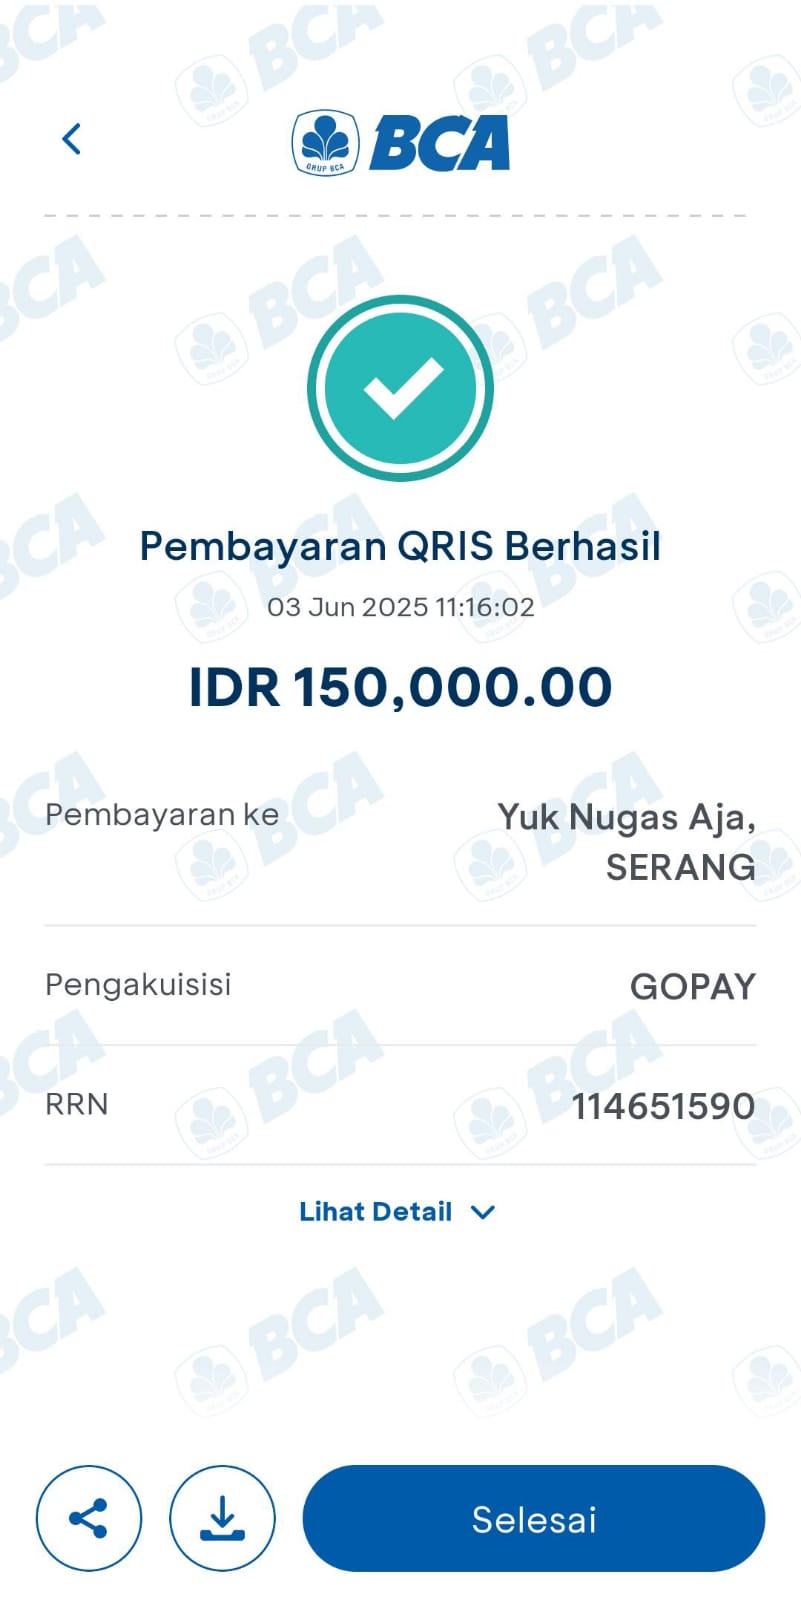 GRUP BCA
BCA
Pembayaran QRIS Berhasil
03 Jun 2025 11:16:02
IDR 150,000.00
Pembayaran ke
Yuk Nugas Aja,
SERANG
Pengakuisisi
GOPAY
RRN
114651590
Lihat Detail
Selesai